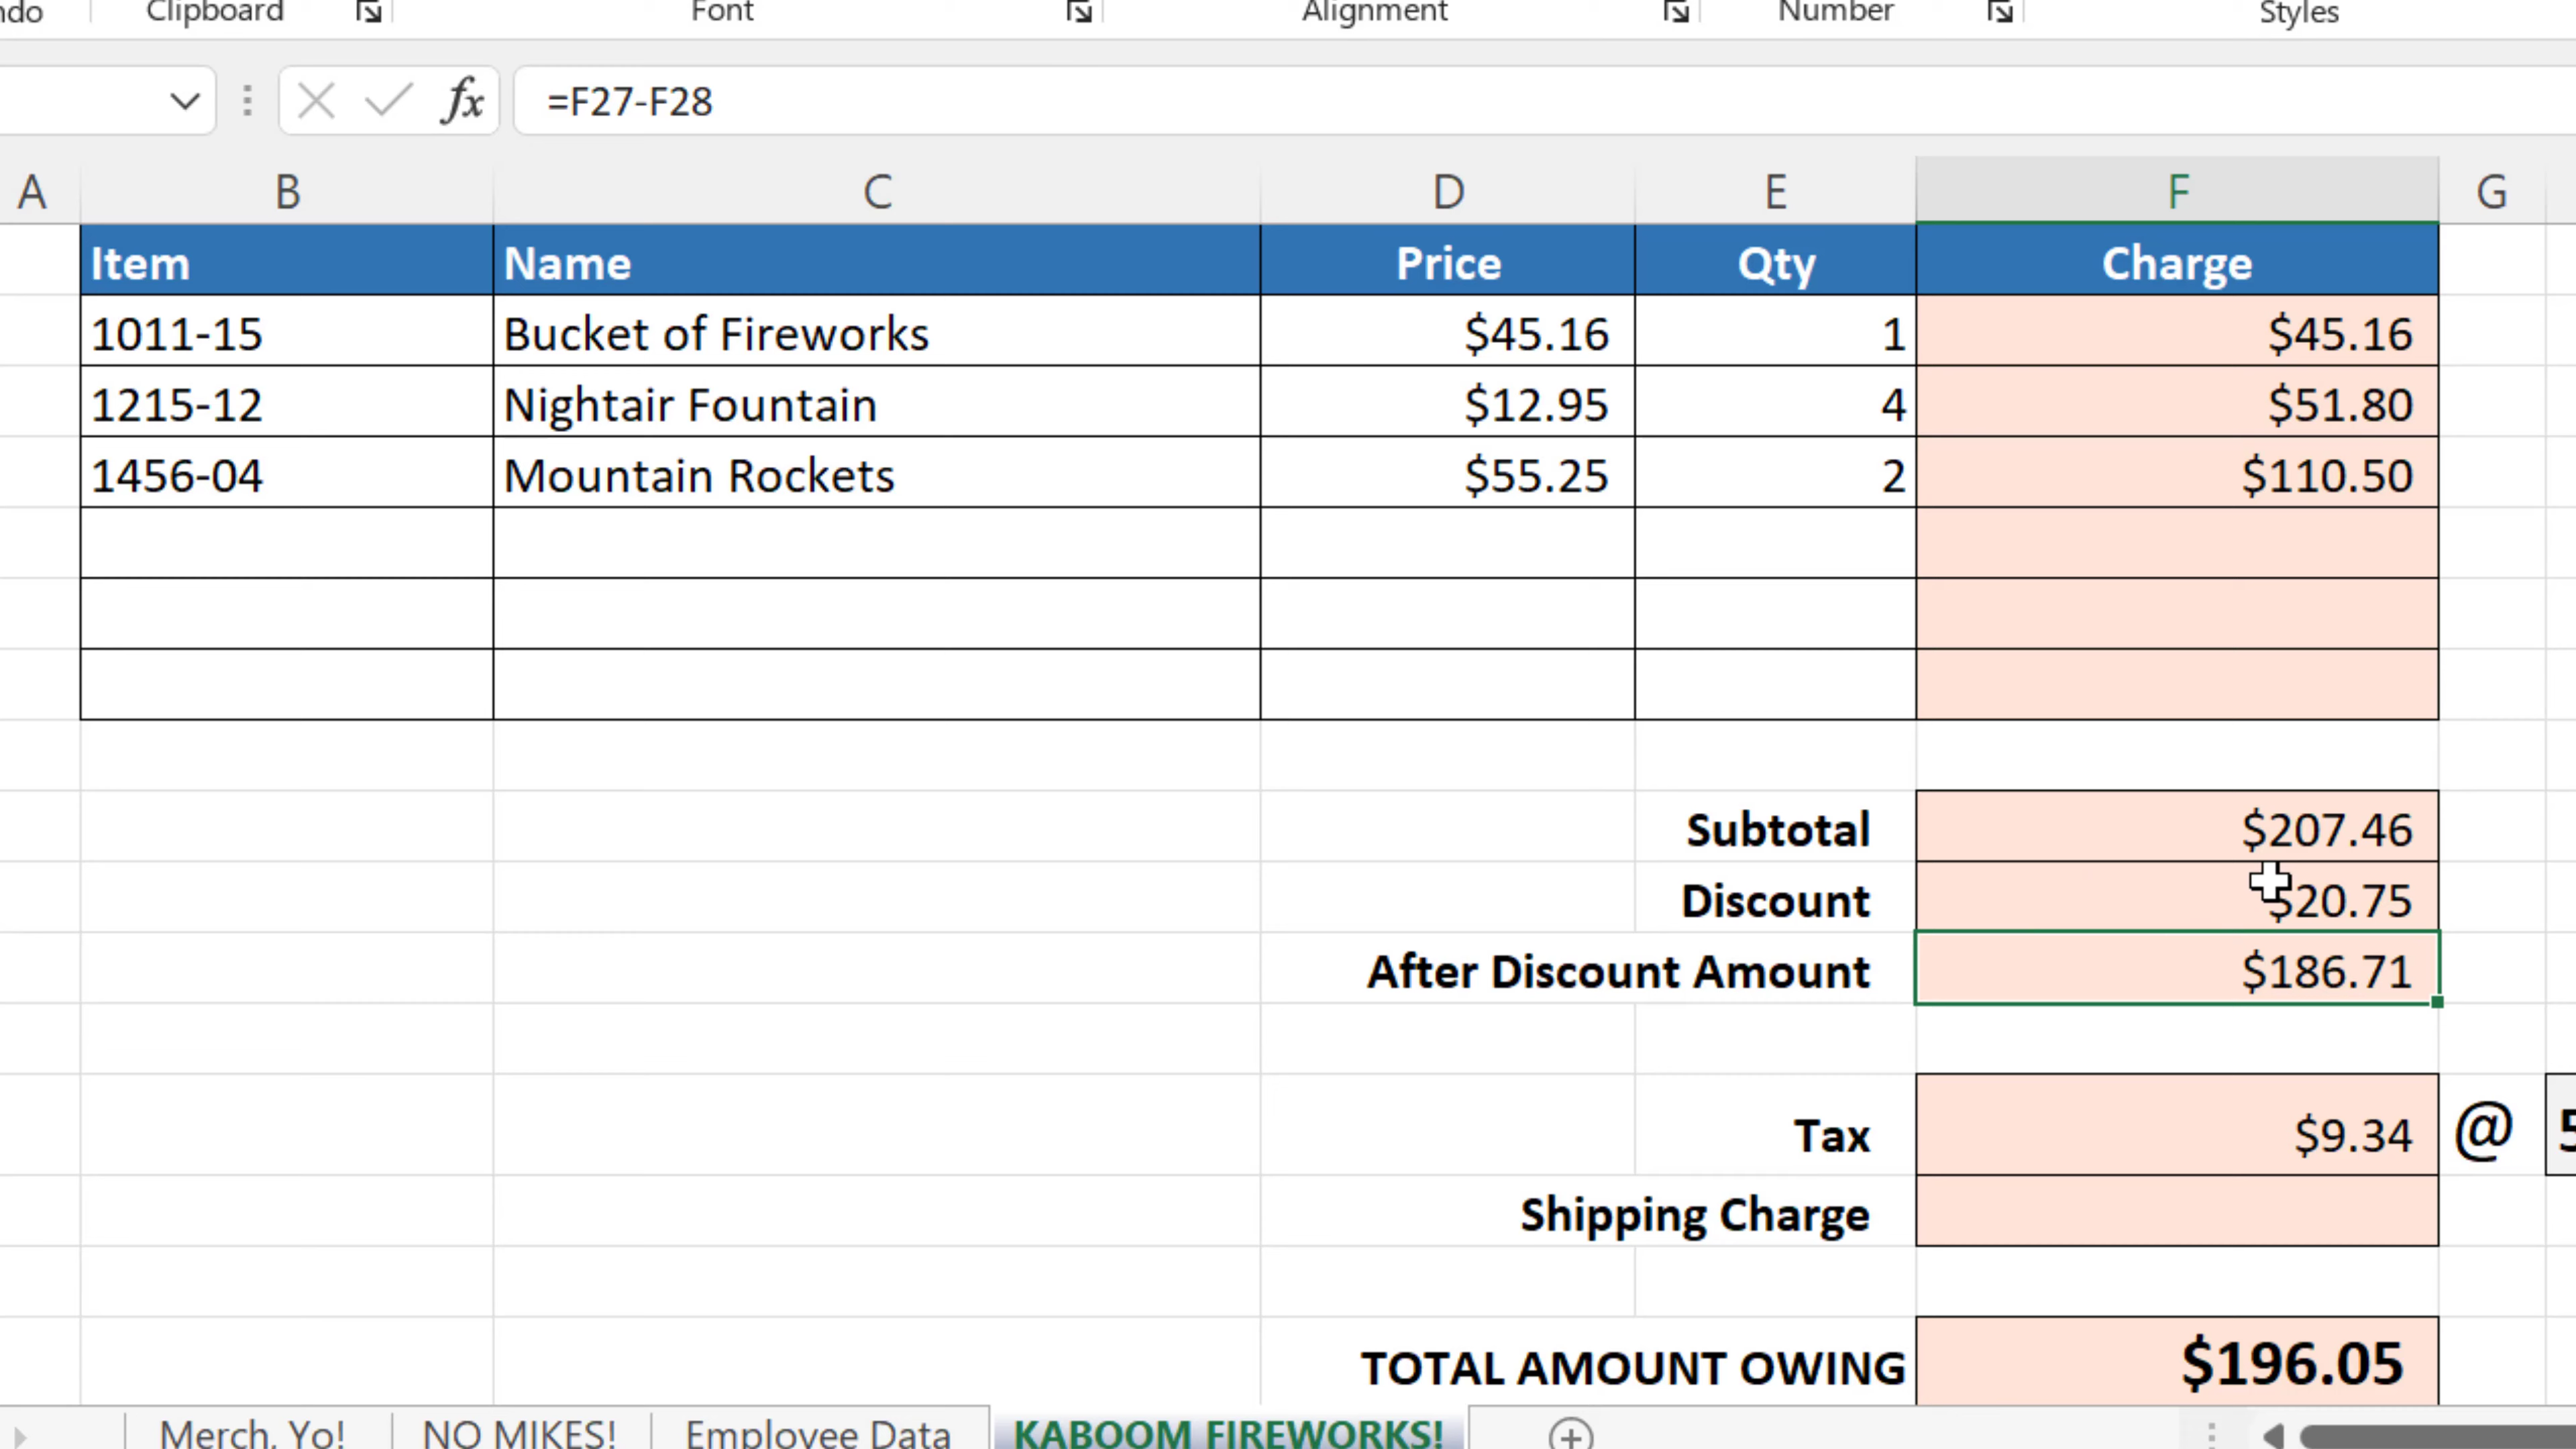 Clipboard Font Alignment Number Styles
fx =F27-F28
A B C D E F G
Item Name Price Qty Charge
1011-15 Bucket of Fireworks $45.16 1 $45.16
1215-12 Nightair Fountain $12.95 4 $51.80
1456-04 Mountain Rockets $55.25 2 $110.50
Subtotal $207.46
Discount $20.75
After Discount Amount $186.71
Tax $9.34 @ 5
Shipping Charge
TOTAL AMOUNT OWING $196.05
Merch, Yo! NO MIKES! Employee Data KABOOM FIREWORKS!